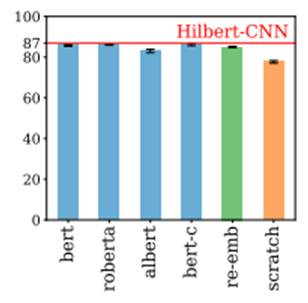 100
Hilbert-CNN
87
80
60
40
20
0
bert
roberta
albert
bert-c
re-emb
scratch